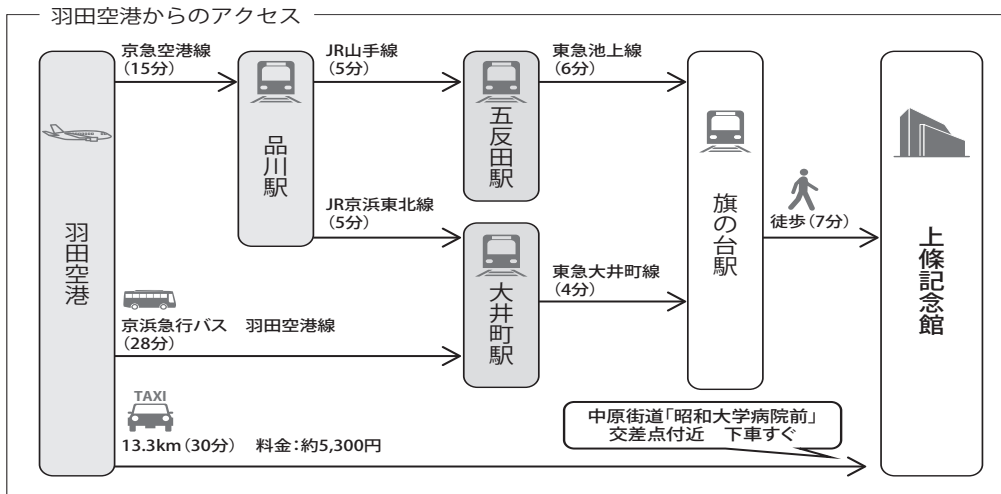 羽田空港からのアクセス
羽田空港
京急空港線
（15分）
品川駅
JR山手線
（5分）
五反田駅
東急池上線
（6分）
JR京浜東北線
（5分）
大井町駅
東急大井町線
（4分）
旗の台駅
徒歩（7分）
上條記念館
京浜急行バス　羽田空港線
（28分）
TAXI
13.3km（30分）　料金：約5,300円
中原街道「昭和大学病院前」
交差点付近　下車すぐ